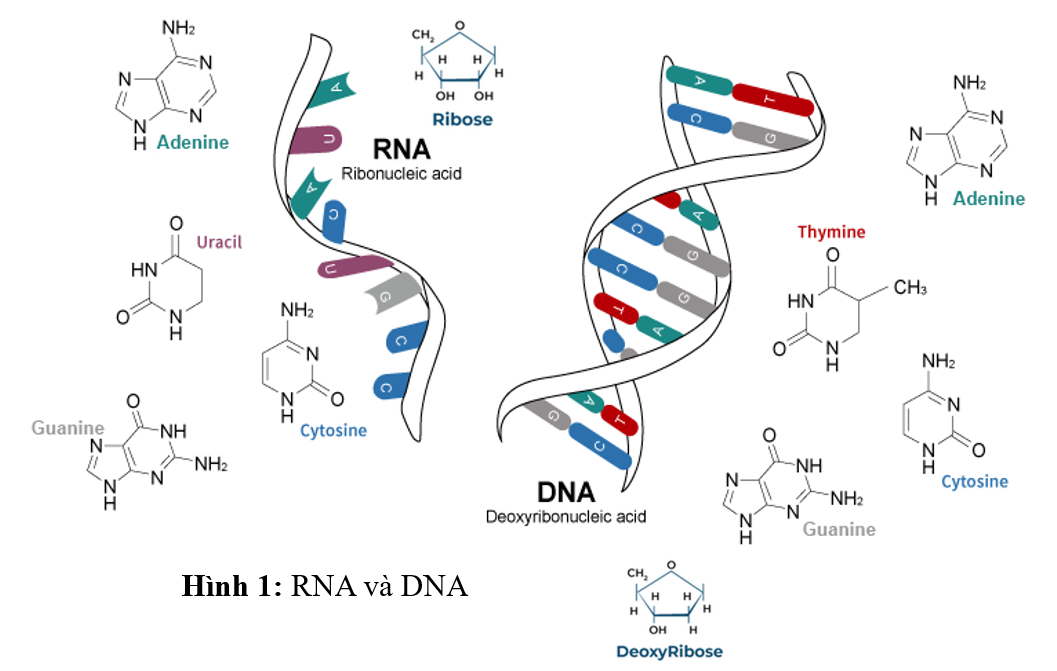 NH₂
N
N
N
N
H
Adenine
O
Uracil
HN
O
N
H
O
Guanine
N
NH
N
H
N
NH₂
NH₂
N
O
N
H
Cytosine
A
U
A
C
U
G
C
C
RNA
Ribonucleic acid
O
CH₂
H
H
H
H
OH
OH
Ribose
A
T
C
G
A
C
G
C
G
T
A
A
T
G
C
DNA
Deoxyribonucleic acid
NH₂
N
N
N
N
H
Adenine
Thymine
O
HN
CH₃
O
N
H
NH₂
N
O
N
H
Cytosine
O
N
NH
N
H
N
NH₂
Guanine
Hình 1: RNA và DNA
O
CH₂
H
H
H
H
OH
H
DeoxyRibose